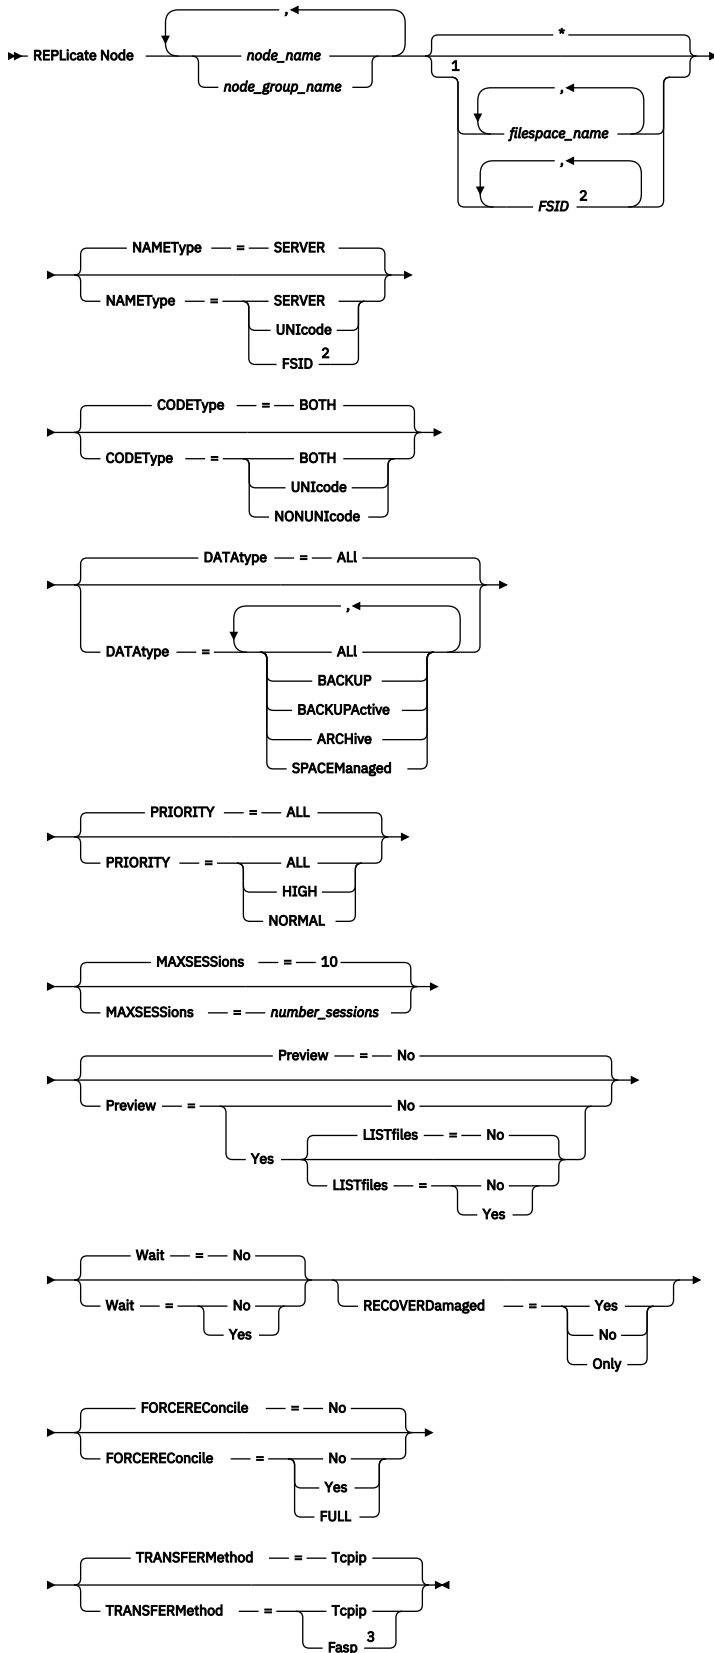 ,
*
REPLicate Node node_name
1
node_group_name
,
filespace_name
,
FSID 2
NAMEType = SERVER
NAMEType = SERVER
UNIcode
FSID 2
CODEType = BOTH
CODEType = BOTH
UNIcode
NONUNIcode
DATAtype = ALl
,
DATAtype = ALl
BACKUP
BACKUPActive
ARCHive
SPACEManaged
PRIORITY = ALL
PRIORITY = ALL
HIGH
NORMAL
MAXSESSions = 10
MAXSESSions = number_sessions
Preview = No
Preview = No
LISTfiles = No
Yes
LISTfiles = No
Yes
Wait = No
Wait = No RECOVERDamaged = Yes
Yes No
Only
FORCEREConcile = No
FORCEREConcile = No
Yes
FULL
TRANSFERMethod = Tcpip
TRANSFERMethod = Tcpip
Fasp 3